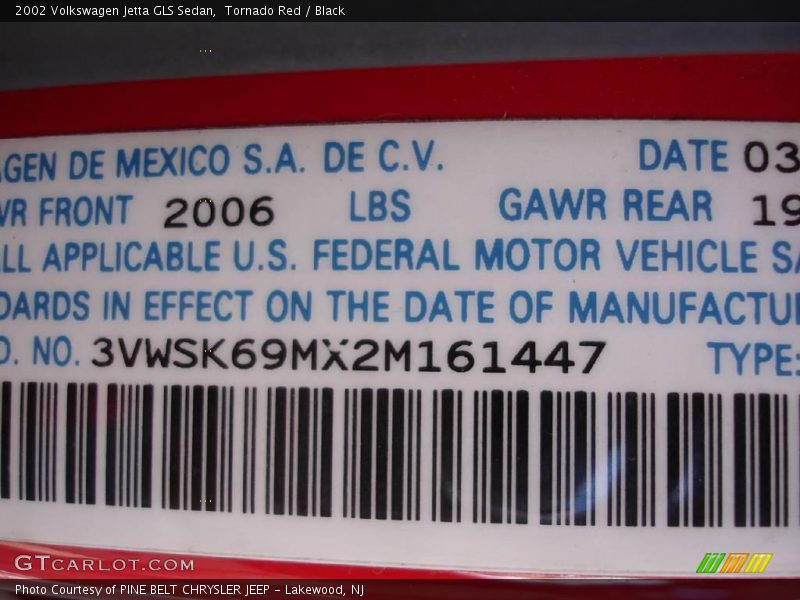 2002 Volkswagen Jetta GLS Sedan, Tornado Red / Black
AGEN DE MEXICO S.A. DE C.V. DATE 03
WR FRONT 2006 LBS GAWR REAR 19
ALL APPLICABLE U.S. FEDERAL MOTOR VEHICLE SA
DARDS IN EFFECT ON THE DATE OF MANUFACTU
D. NO. 3VWSK69MX2M161447 TYPE:
GTCARLOT.COM
Photo Courtesy of PINE BELT CHRYSLER JEEP - Lakewood, NJ